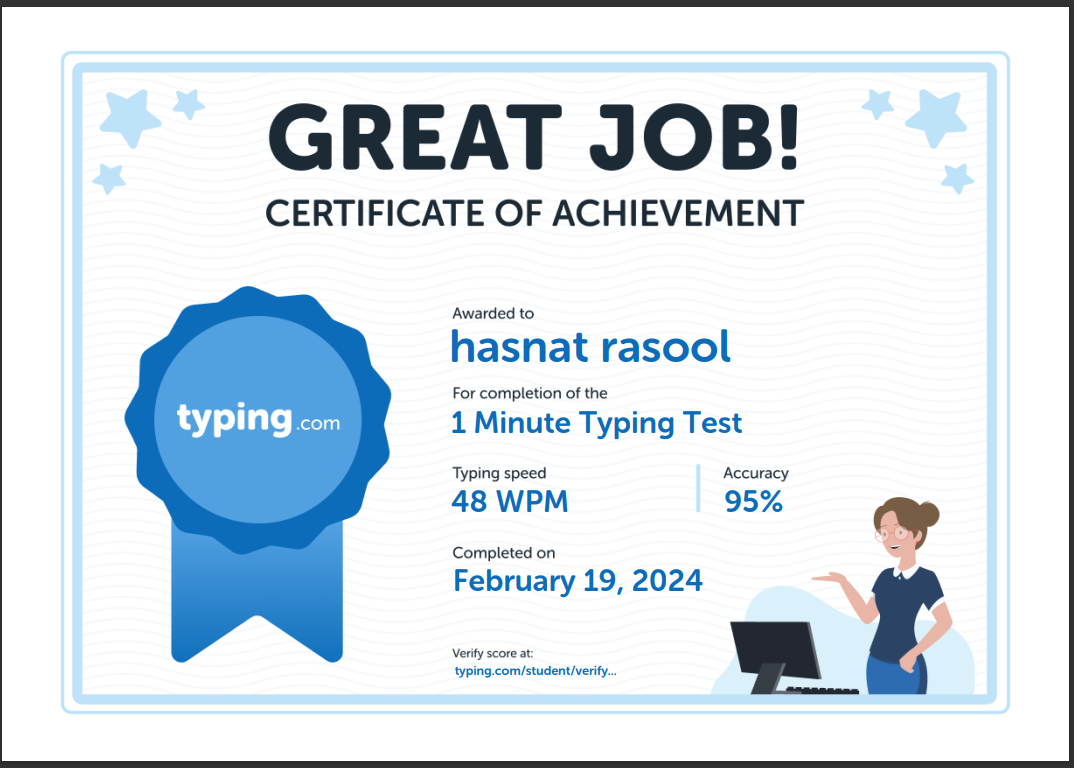 GREAT JOB!
CERTIFICATE OF ACHIEVEMENT
typing.com
Awarded to
hasnat rasool
For completion of the
1 Minute Typing Test
Typing speed
48 WPM
Accuracy
95%
Completed on
February 19, 2024
Verify score at:
typing.com/student/verify...